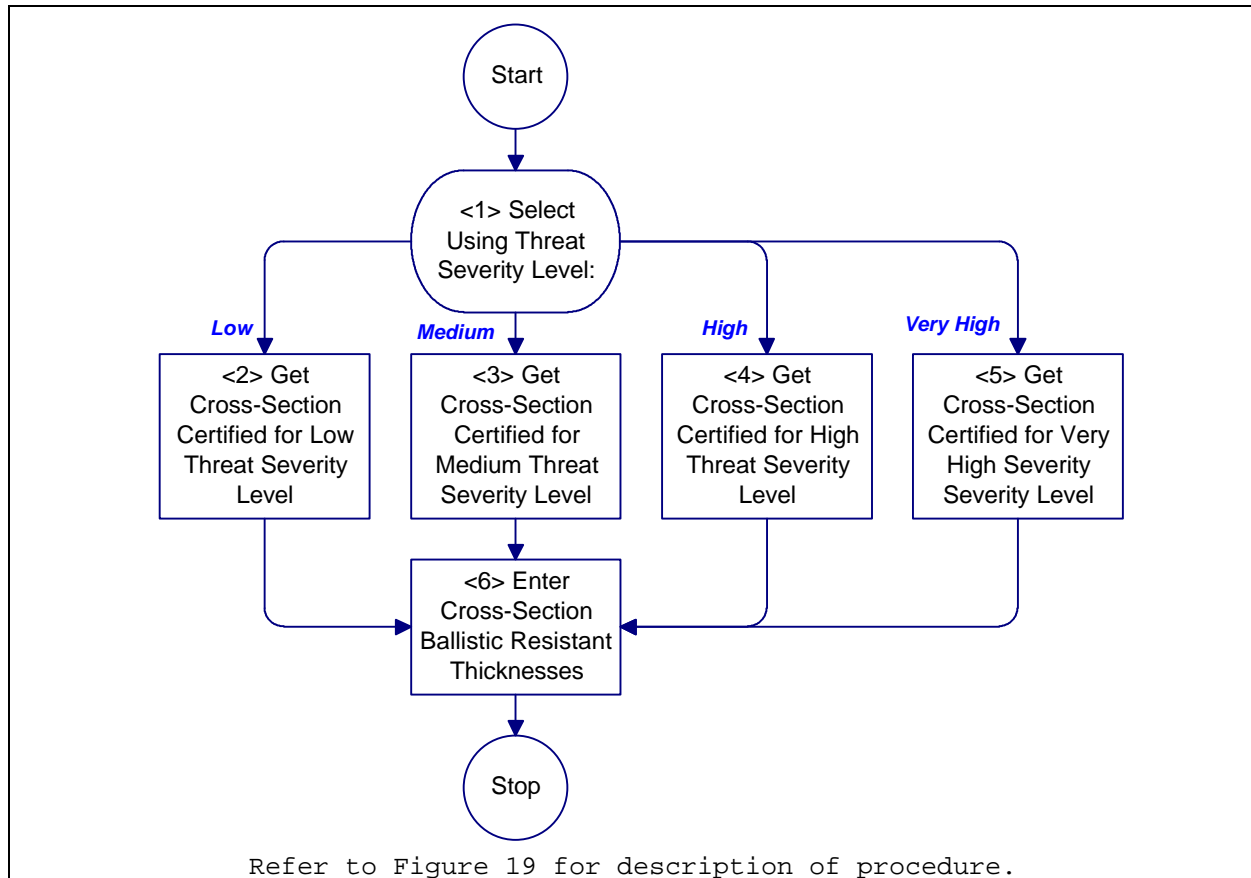 Start
<1> Select
Using Threat
Severity Level:
Low
Medium
High
Very High
<2> Get
Cross-Section
Certified for Low
Threat Severity
Level
<3> Get
Cross-Section
Certified for
Medium Threat
Severity Level
<4> Get
Cross-Section
Certified for High
Threat Severity
Level
<5> Get
Cross-Section
Certified for Very
High Severity
Severity Level
<6> Enter
Cross-Section
Ballistic Resistant
Thicknesses
Stop
Refer to Figure 19 for description of procedure.